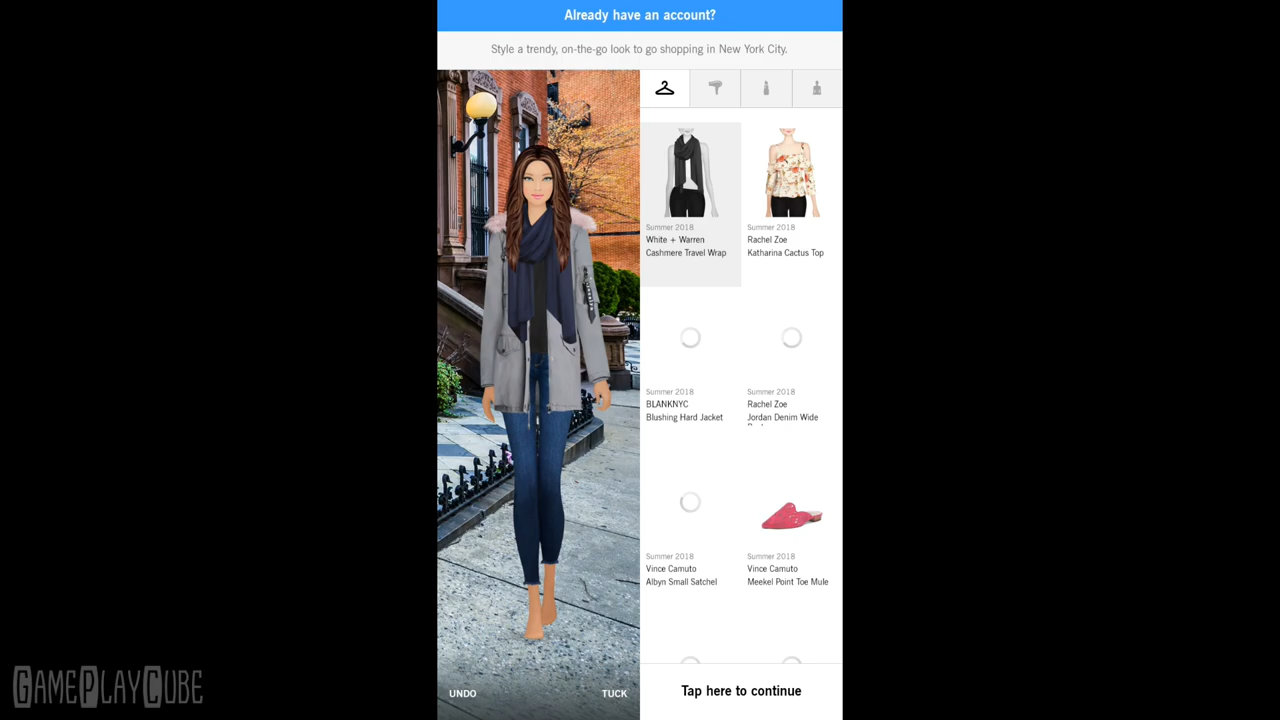 Already have an account?
Style a trendy, on-the-go look to go shopping in New York City.
Summer 2018
White + Warren
Cashmere Travel Wrap
Summer 2018
Rachel Zoe
Katharina Cactus Top
Summer 2018
BLANKNYC
Blushing Hard Jacket
Summer 2018
Rachel Zoe
Jordan Denim Wide
Summer 2018
Vince Camuto
Albyn Small Satchel
Summer 2018
Vince Camuto
Meekel Point Toe Mule
UNDO
TUCK
Tap here to continue
GAMEPLAYCUBE